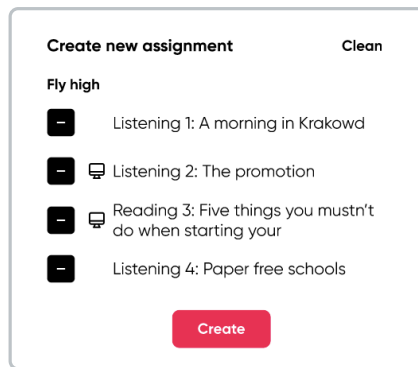 Create new assignment Clean
Fly high
Listening 1: A morning in Krakowd
Listening 2: The promotion
Reading 3: Five things you mustn't
do when starting your
Listening 4: Paper free schools
Create